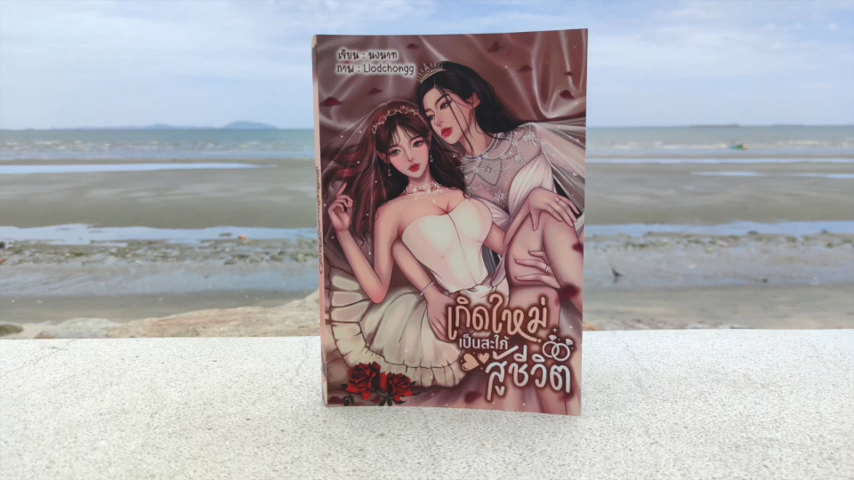 เขียน : นงนาท
ภาพ : Llodchongg
เกิดใหม่
เป็นสะใภ้
สู้ชีวิต